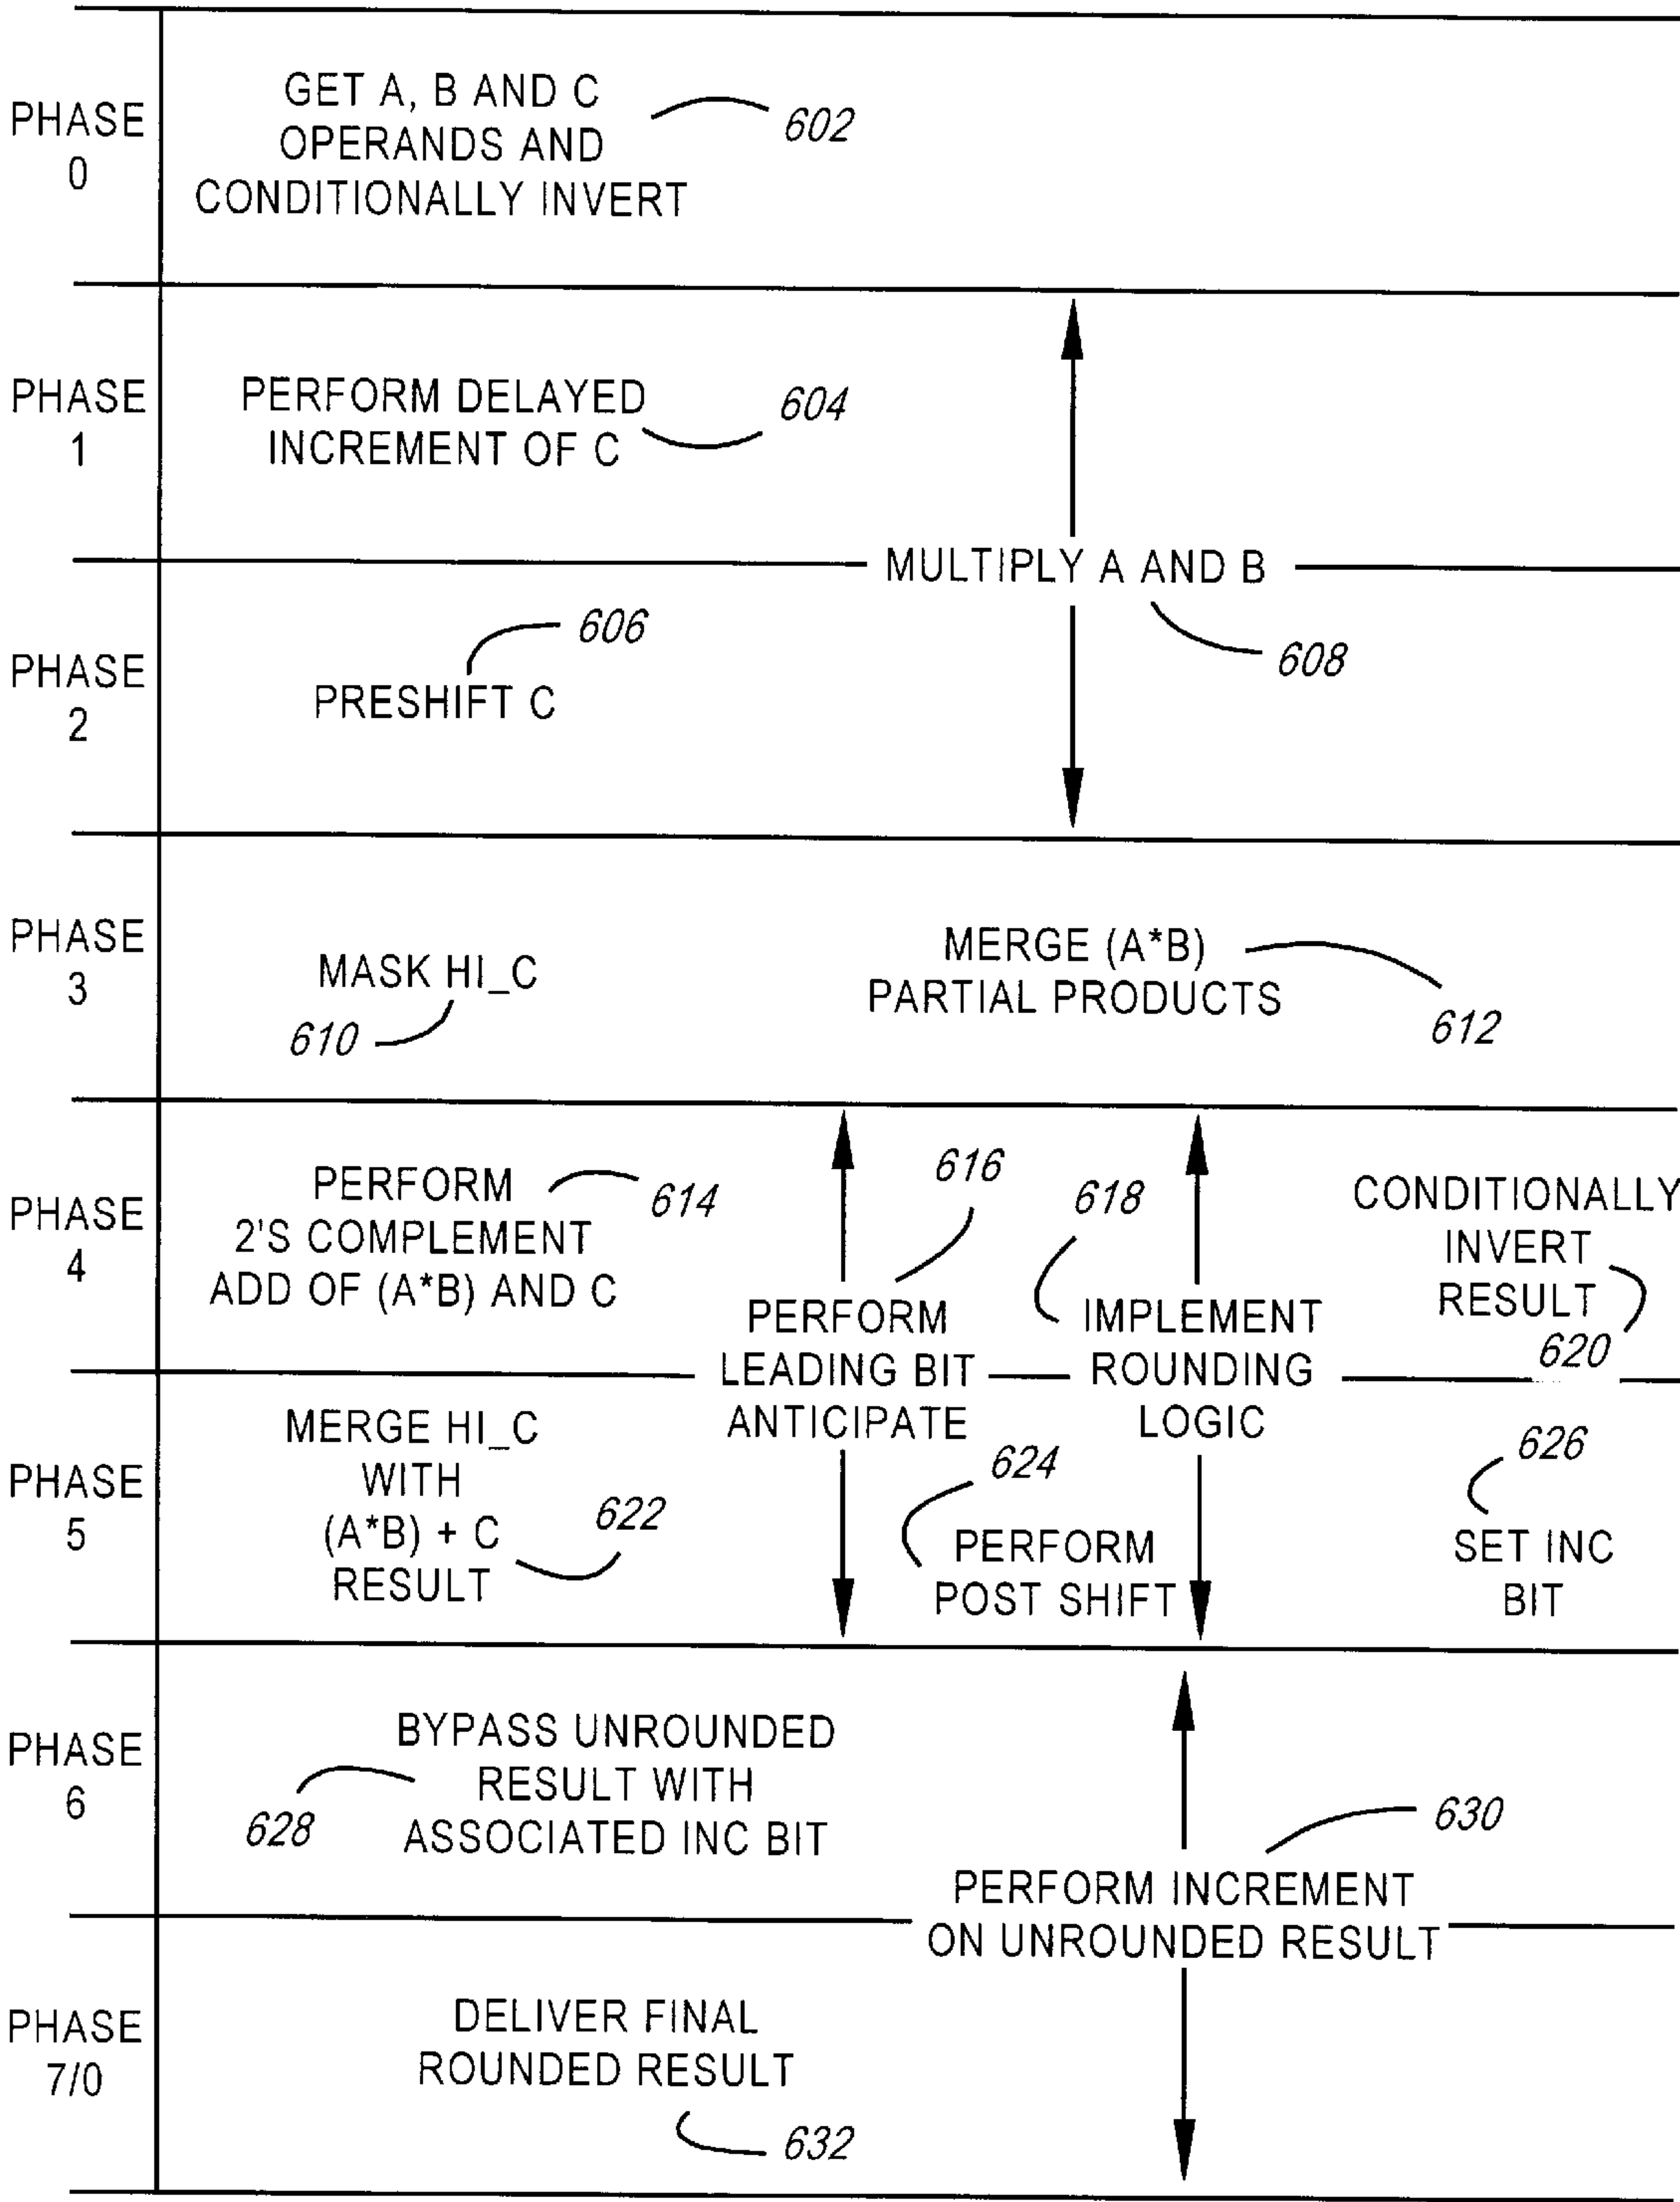 PHASE
0
GET A, B AND C
OPERANDS AND
CONDITIONALLY INVERT
602
PHASE
1
PERFORM DELAYED
INCREMENT OF C
604
MULTIPLY A AND B
608
PHASE
2
606
PRESHIFT C
PHASE
3
MASK HI_C
610
MERGE (A*B)
PARTIAL PRODUCTS
612
PHASE
4
PERFORM
2'S COMPLEMENT
ADD OF (A*B) AND C
614
616
PERFORM
LEADING BIT
ANTICIPATE
618
IMPLEMENT
ROUNDING
LOGIC
CONDITIONALLY
INVERT
RESULT
620
PHASE
5
MERGE HI_C
WITH
(A*B) + C
RESULT
622
624
PERFORM
POST SHIFT
626
SET INC
BIT
PHASE
6
BYPASS UNROUNDED
RESULT WITH
ASSOCIATED INC BIT
628
630
PERFORM INCREMENT
ON UNROUNDED RESULT
PHASE
7/0
DELIVER FINAL
ROUNDED RESULT
632